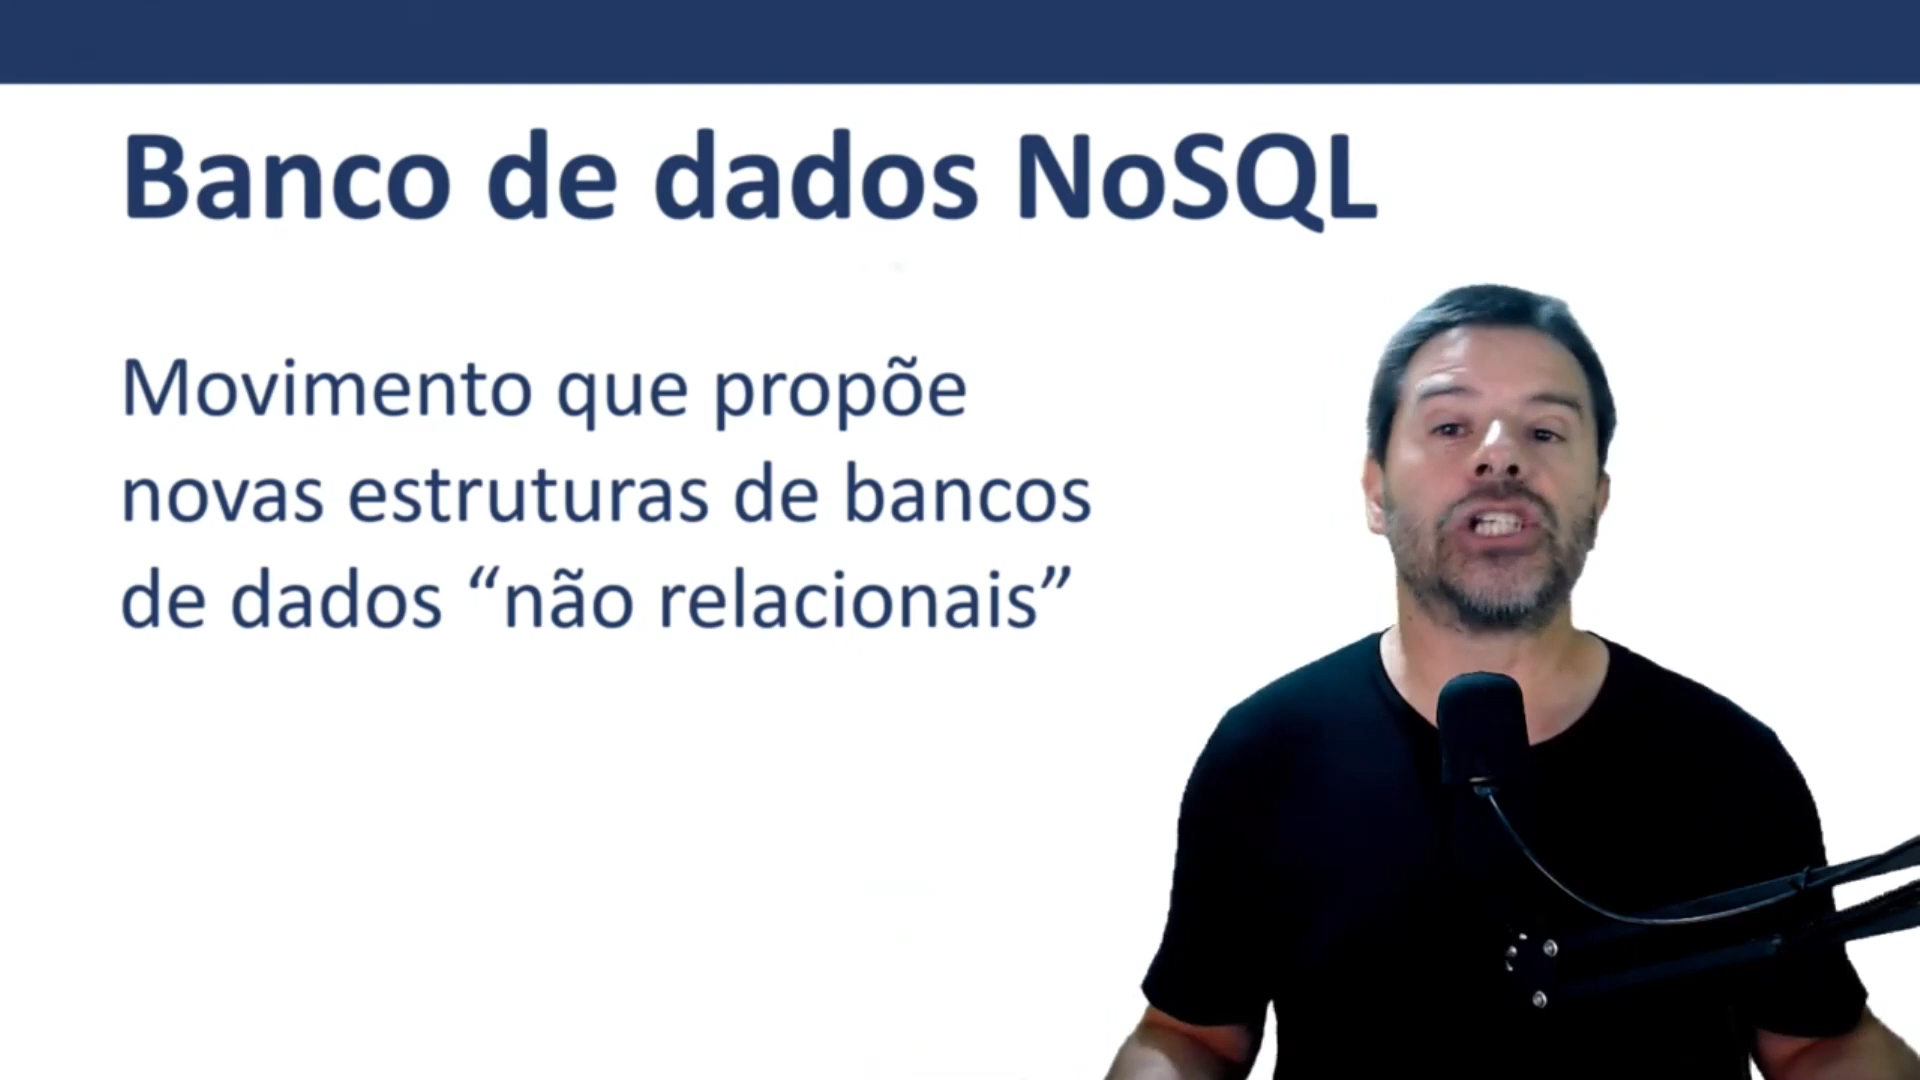 Banco de dados NoSQL
Movimento que propõe
novas estruturas de bancos
de dados “não relacionais”